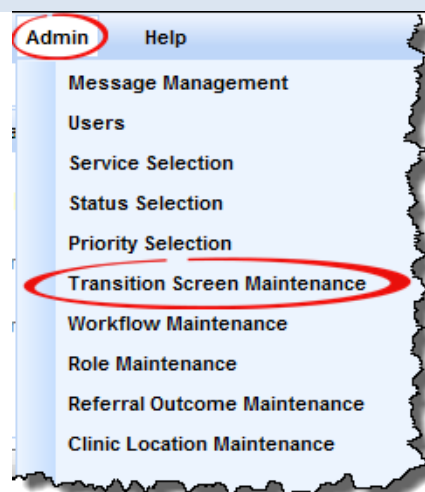 Admin Help
Message Management
Users
Service Selection
Status Selection
Priority Selection
Transition Screen Maintenance
Workflow Maintenance
Role Maintenance
Referral Outcome Maintenance
Clinic Location Maintenance